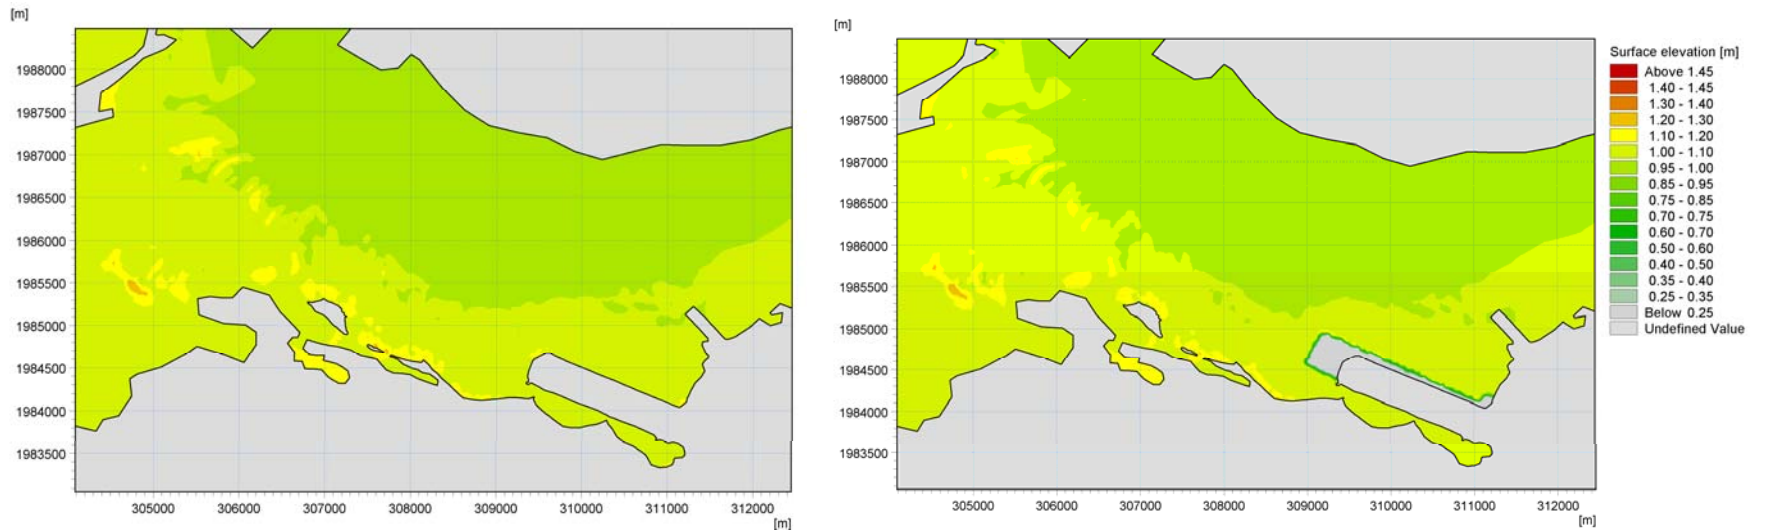 [m]
1988000
1987500
1987000
1986500
1986000
1985500
1985000
1984500
1984000
1983500
305000 306000 307000 308000 309000 310000 311000 312000
[m]
[m]
1988000
1987500
1987000
1986500
1986000
1985500
1985000
1984500
1984000
1983500
305000 306000 307000 308000 309000 310000 311000 312000
[m]
Surface elevation [m]
Above 1.45
1.40 - 1.45
1.30 - 1.40
1.20 - 1.30
1.10 - 1.20
1.00 - 1.10
0.95 - 1.00
0.85 - 0.95
0.75 - 0.85
0.70 - 0.75
0.60 - 0.70
0.50 - 0.60
0.40 - 0.50
0.35 - 0.40
0.25 - 0.35
Below 0.25
Undefined Value